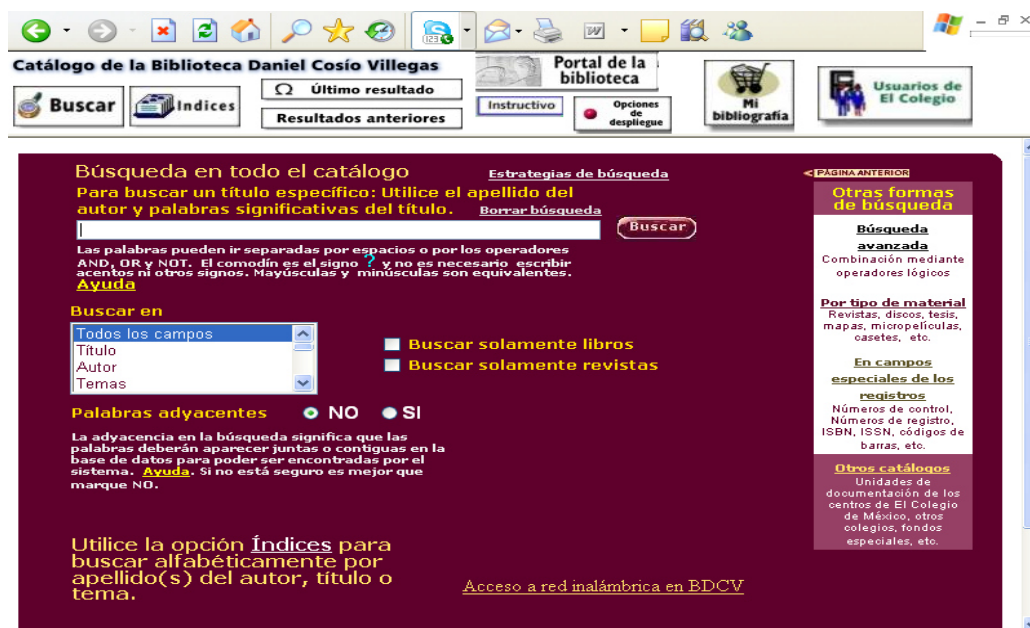 Catálogo de la Biblioteca Daniel Cosío Villegas
Buscar
Indices
Ω Último resultado
Resultados anteriores
Portal de la
biblioteca
Instructivo
Opciones
de
despliegue
Mi
bibliografía
Usuarios de
El Colegio
Búsqueda en todo el catálogo
Estrategias de búsqueda
Para buscar un título específico: Utilice el apellido del
autor y palabras significativas del título.
Borrar búsqueda
Buscar
Las palabras pueden ir separadas por espacios o por los operadores
AND, OR y NOT. El comodín es el signo ? y no es necesario escribir
acentos ni otros signos. Mayúsculas y minúsculas son equivalentes.
Ayuda
Buscar en
Todos los campos
Título
Autor
Temas
Buscar solamente libros
Buscar solamente revistas
Palabras adyacentes NO SI
La adyacencia en la búsqueda significa que las
palabras deberán aparecer juntas o contiguas en la
base de datos para poder ser encontradas por el
sistema. Ayuda. Si no está seguro es mejor que
marque NO.
Utilice la opción Índices para
buscar alfabéticamente por
apellido(s) del autor, título o
tema.
Acceso a red inalámbrica en BDCV
PÁGINA ANTERIOR
Otras formas
de búsqueda
Búsqueda
avanzada
Combinación mediante
operadores lógicos
Por tipo de material
Revistas, discos, tesis,
mapas, micropelículas,
casetes, etc.
En campos
especiales de los
registros
Números de control,
Números de registro,
ISBN, ISSN, códigos de
barras, etc.
Otros catálogos
Unidades de
documentación de los
centros de El Colegio
de México, otros
colegios, fondos
especiales, etc.